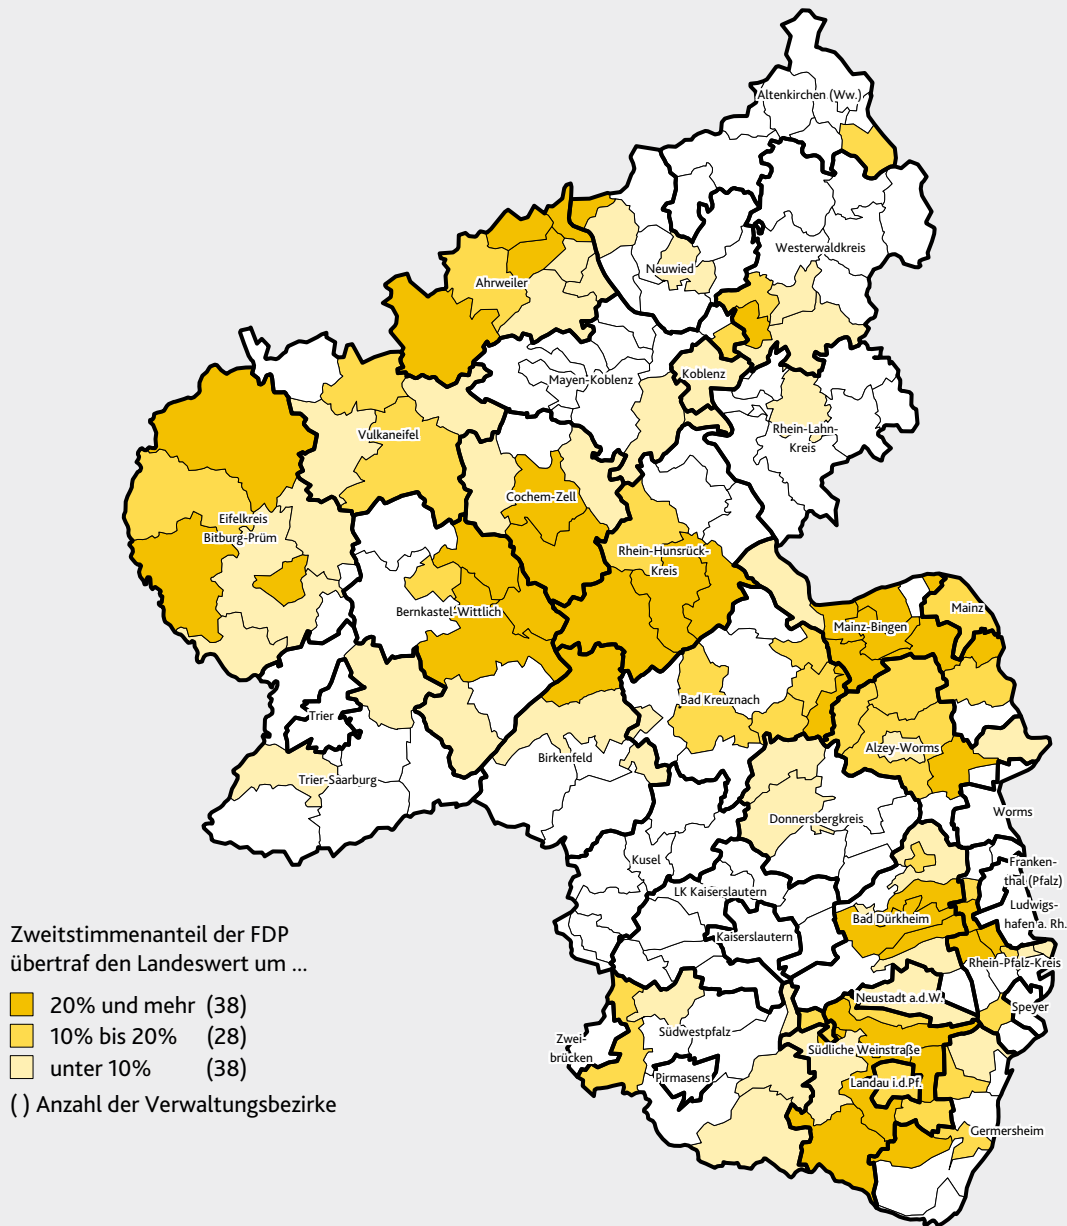 Altenkirchen (Ww.)
Westerwaldkreis
Neuwied
Ahrweiler
Koblenz
Mayen-Koblenz
Rhein-Lahn-
Kreis
Vulkaneifel
Cochem-Zell
Eifelkreis
Bitburg-Prüm
Rhein-Hunsrück-
Kreis
Bernkastel-Wittlich
Mainz
Mainz-Bingen
Bad Kreuznach
Trier
Alzey-Worms
Birkenfeld
Trier-Saarburg
Worms
Donnersbergkreis
Kusel
Franken-
thal (Pfalz)
LK Kaiserslautern
Ludwigs-
hafen a. Rh.
Bad Dürkheim
Kaiserslautern
Rhein-Pfalz-Kreis
Neustadt a.d.W.
Speyer
Südwestpfalz
Zwei-
brücken
Südliche Weinstraße
Pirmasens
Landau i.d.Pf.
Germersheim
Zweitstimmenanteil der FDP
übertraf den Landeswert um ...
20% und mehr (38)
10% bis 20% (28)
unter 10% (38)
( ) Anzahl der Verwaltungsbezirke